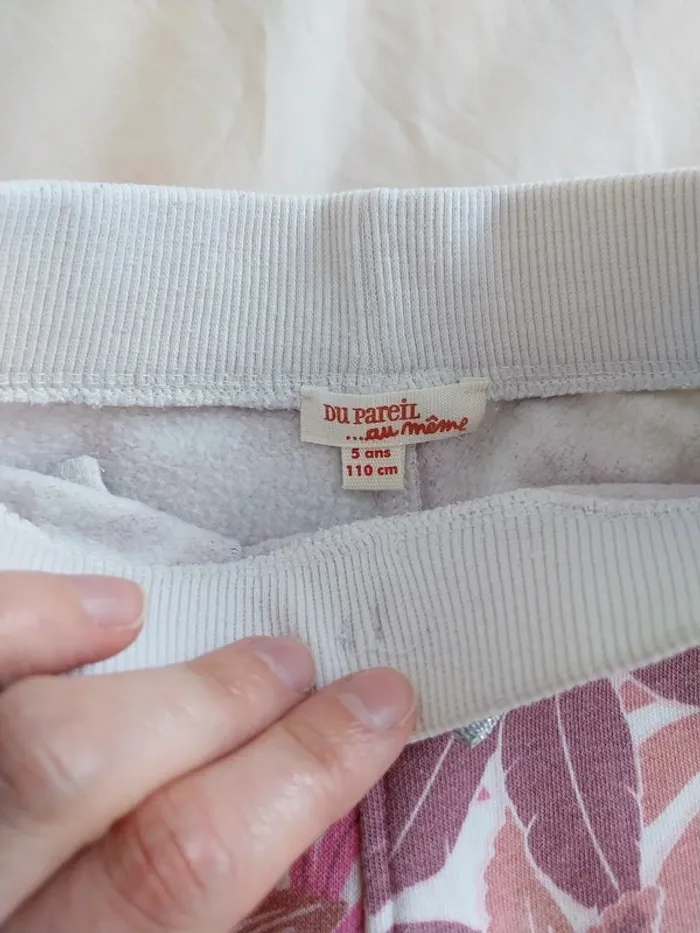 Du pareil
...au même
5 ans
110 cm